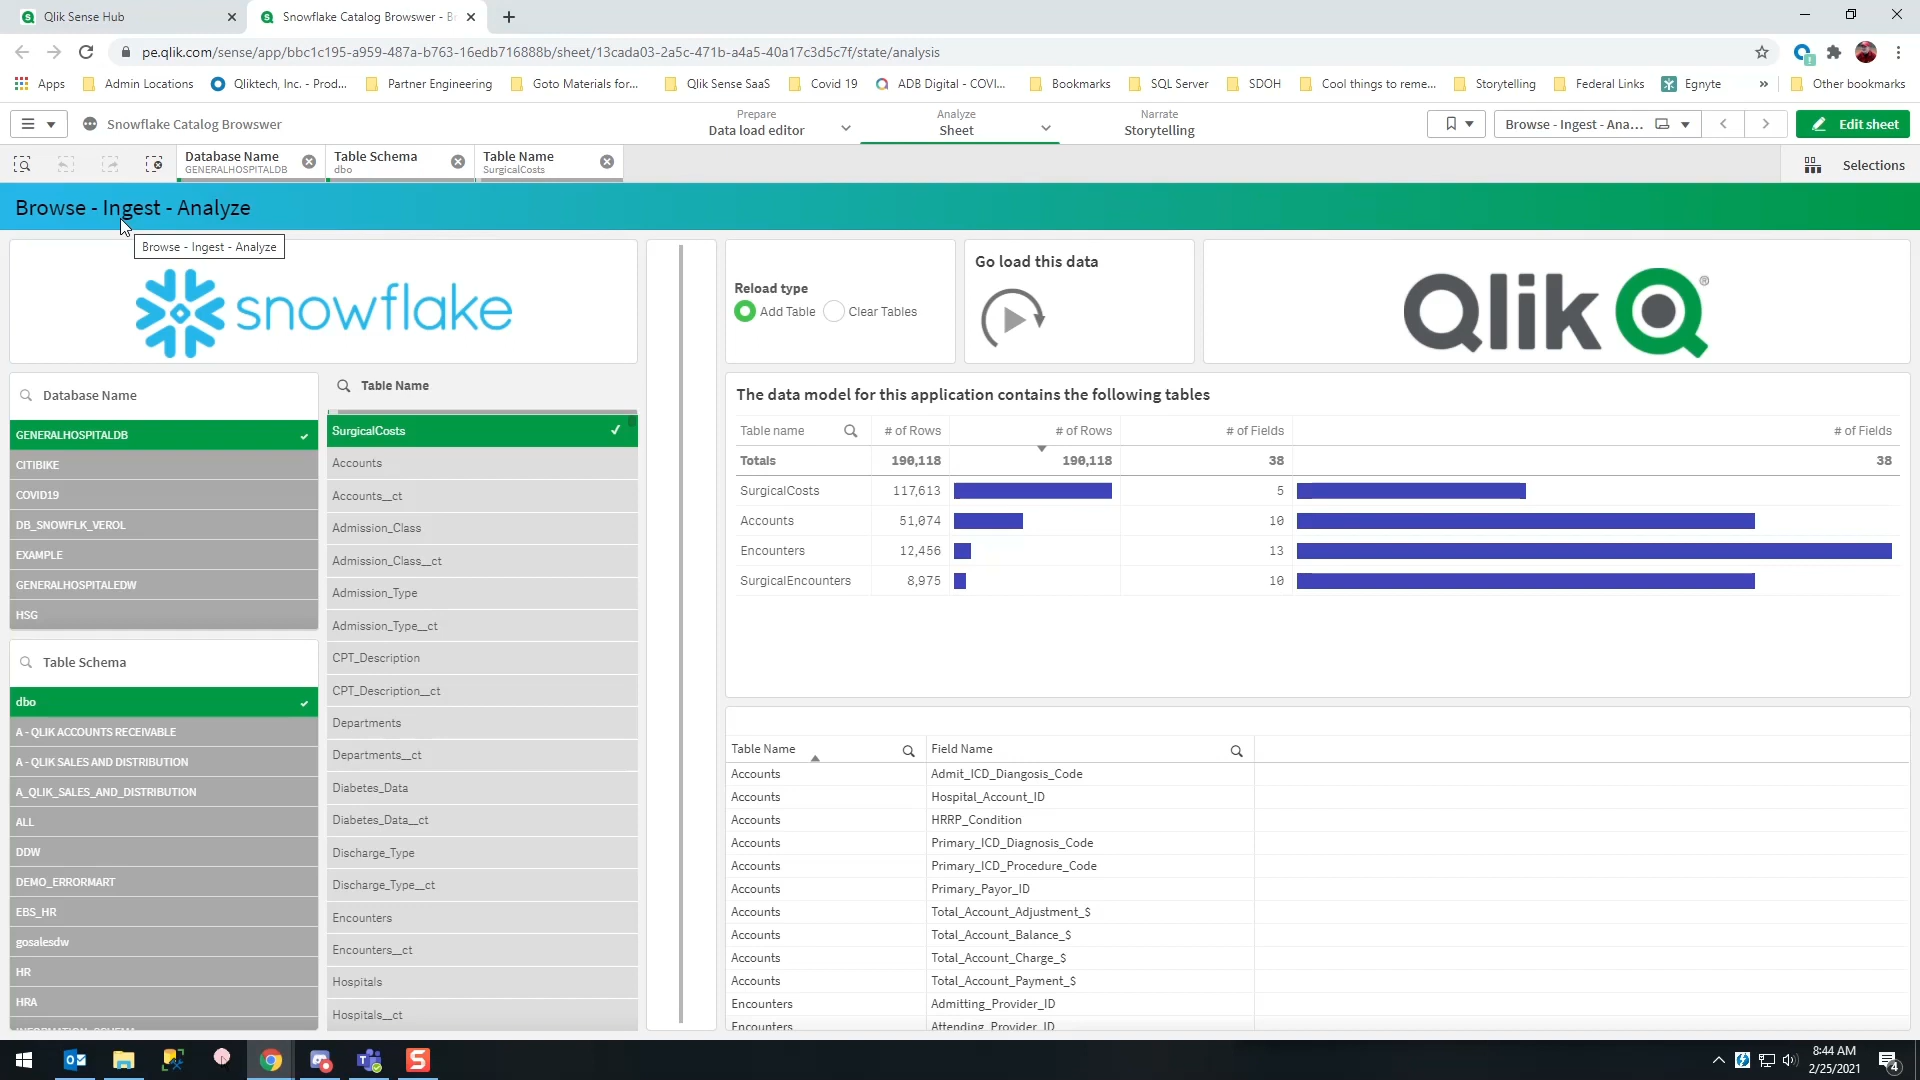 Qlik Sense Hub
Snowflake Catalog Browswer - Br
pe.qlik.com/sense/app/bbc1c195-a959-487a-b763-16edb716888b/sheet/13cada03-2a5c-471b-a4a5-40a17c3d5c7f/state/analysis
Apps Admin Locations Qliktech, Inc. - Prod... Partner Engineering Goto Materials for... Qlik Sense SaaS Covid 19 ADB Digital - COVI... Bookmarks SQL Server SDOH Cool things to reme... Storytelling Federal Links Egnyte » Other bookmarks
Snowflake Catalog Browswer
Prepare
Data load editor
Analyze
Sheet
Narrate
Storytelling
Browse - Ingest - Ana...
Edit sheet
Database Name
GENERALHOSPITALDB
Table Schema
dbo
Table Name
SurgicalCosts
Selections
Browse - Ingest - Analyze
Browse - Ingest - Analyze
snowflake
Reload type
Add Table Clear Tables
Go load this data
Qlik
®
Database Name
GENERALHOSPITALDB
CITIBIKE
COVID19
DB_SNOWFLK_VEROL
EXAMPLE
GENERALHOSPITALEDW
HSG
Table Schema
dbo
A - QLIK ACCOUNTS RECEIVABLE
A - QLIK SALES AND DISTRIBUTION
A_QLIK_SALES_AND_DISTRIBUTION
ALL
DDW
DEMO_ERRORMART
EBS_HR
gosalesdw
HR
HRA
INFORMATION_SCHEMA
Table Name
SurgicalCosts
Accounts
Accounts__ct
Admission_Class
Admission_Class__ct
Admission_Type
Admission_Type__ct
CPT_Description
CPT_Description__ct
Departments
Departments__ct
Diabetes_Data
Diabetes_Data__ct
Discharge_Type
Discharge_Type__ct
Encounters
Encounters__ct
Hospitals
Hospitals__ct
The data model for this application contains the following tables
Table name # of Rows # of Rows # of Fields # of Fields
Totals 190,118 190,118 38 38
SurgicalCosts 117,613 5
Accounts 51,074 10
Encounters 12,456 13
SurgicalEncounters 8,975 10
Table Name Field Name
Accounts Admit_ICD_Diangosis_Code
Accounts Hospital_Account_ID
Accounts HRRP_Condition
Accounts Primary_ICD_Diagnosis_Code
Accounts Primary_ICD_Procedure_Code
Accounts Primary_Payor_ID
Accounts Total_Account_Adjustment_$
Accounts Total_Account_Balance_$
Accounts Total_Account_Charge_$
Accounts Total_Account_Payment_$
Encounters Admitting_Provider_ID
Encounters Attending_Provider_ID
8:44 AM
2/25/2021
4